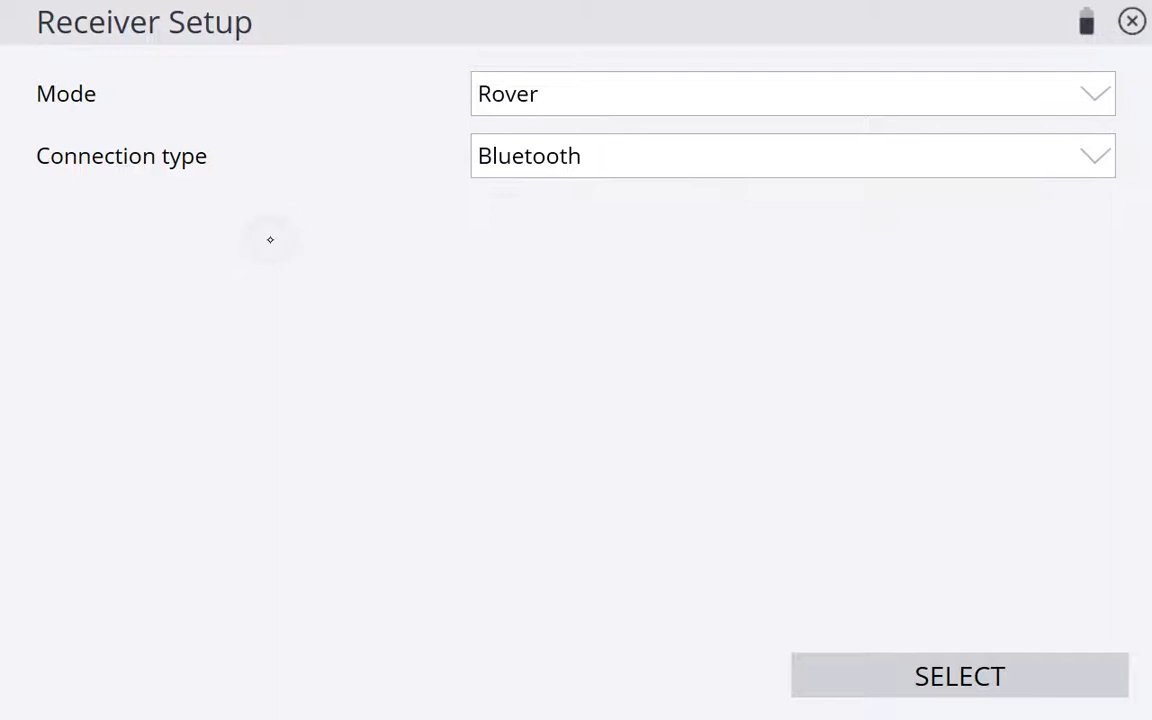 Receiver Setup
Mode
Rover
Connection type
Bluetooth
SELECT